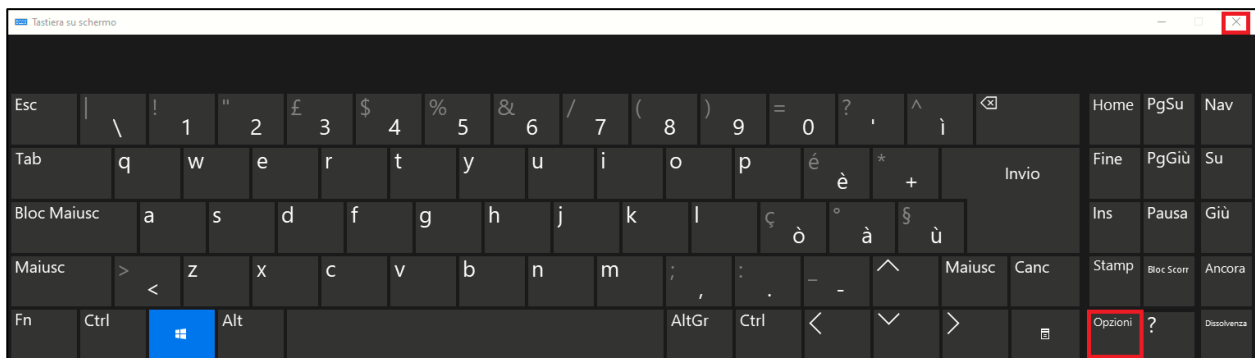 Tastiera su schermo
Esc | \ ! 1 " 2 £ 3 $ 4 % 5 & 6 / 7 ( 8 ) 9 = 0 ? ' ^ ì Home PgSu Nav
Tab q w e r t y u i o p é è * + Invio Fine PgGiù Su
Bloc Maiusc a s d f g h j k l ç ò ° à § ù Ins Pausa Giù
Maiusc > < z x c v b n m ; , : . _ - Maiusc Canc Stamp Bloc Scorr Ancora
Fn Ctrl Alt AltGr Ctrl Opzioni ? Dissolvenza